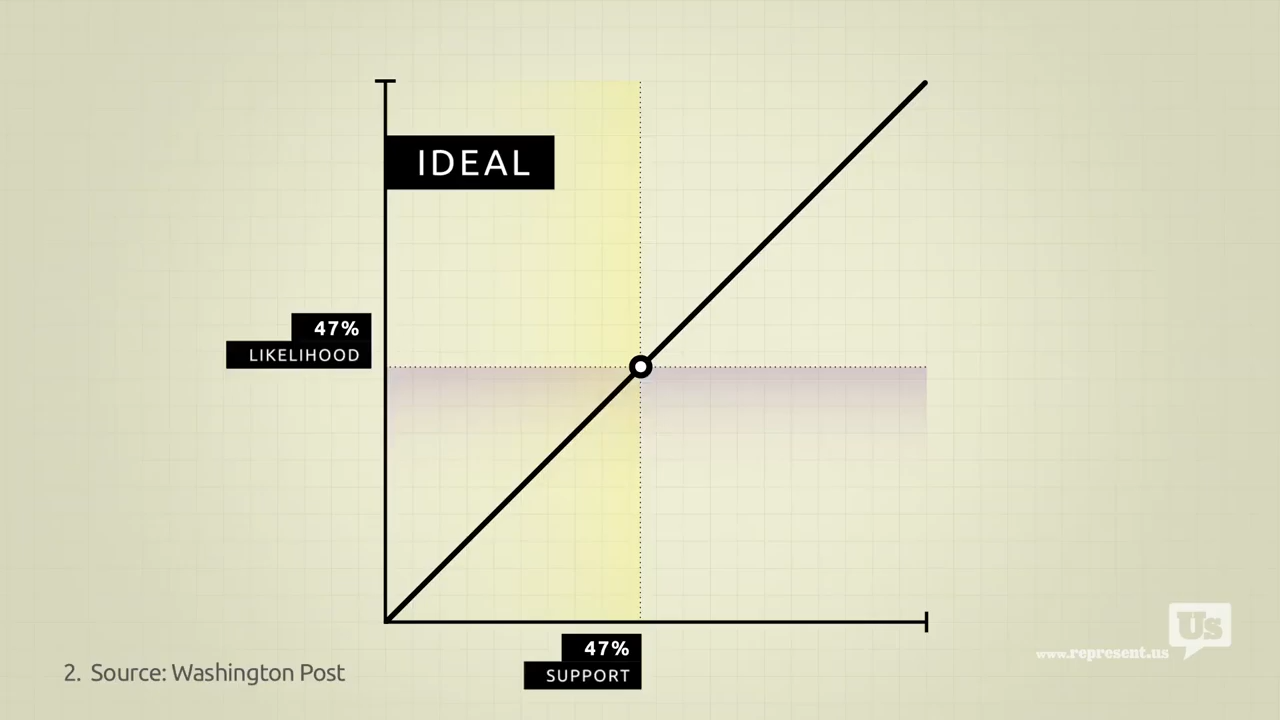 IDEAL
47%
LIKELIHOOD
47%
SUPPORT
2. Source: Washington Post
Us
www.represent.us